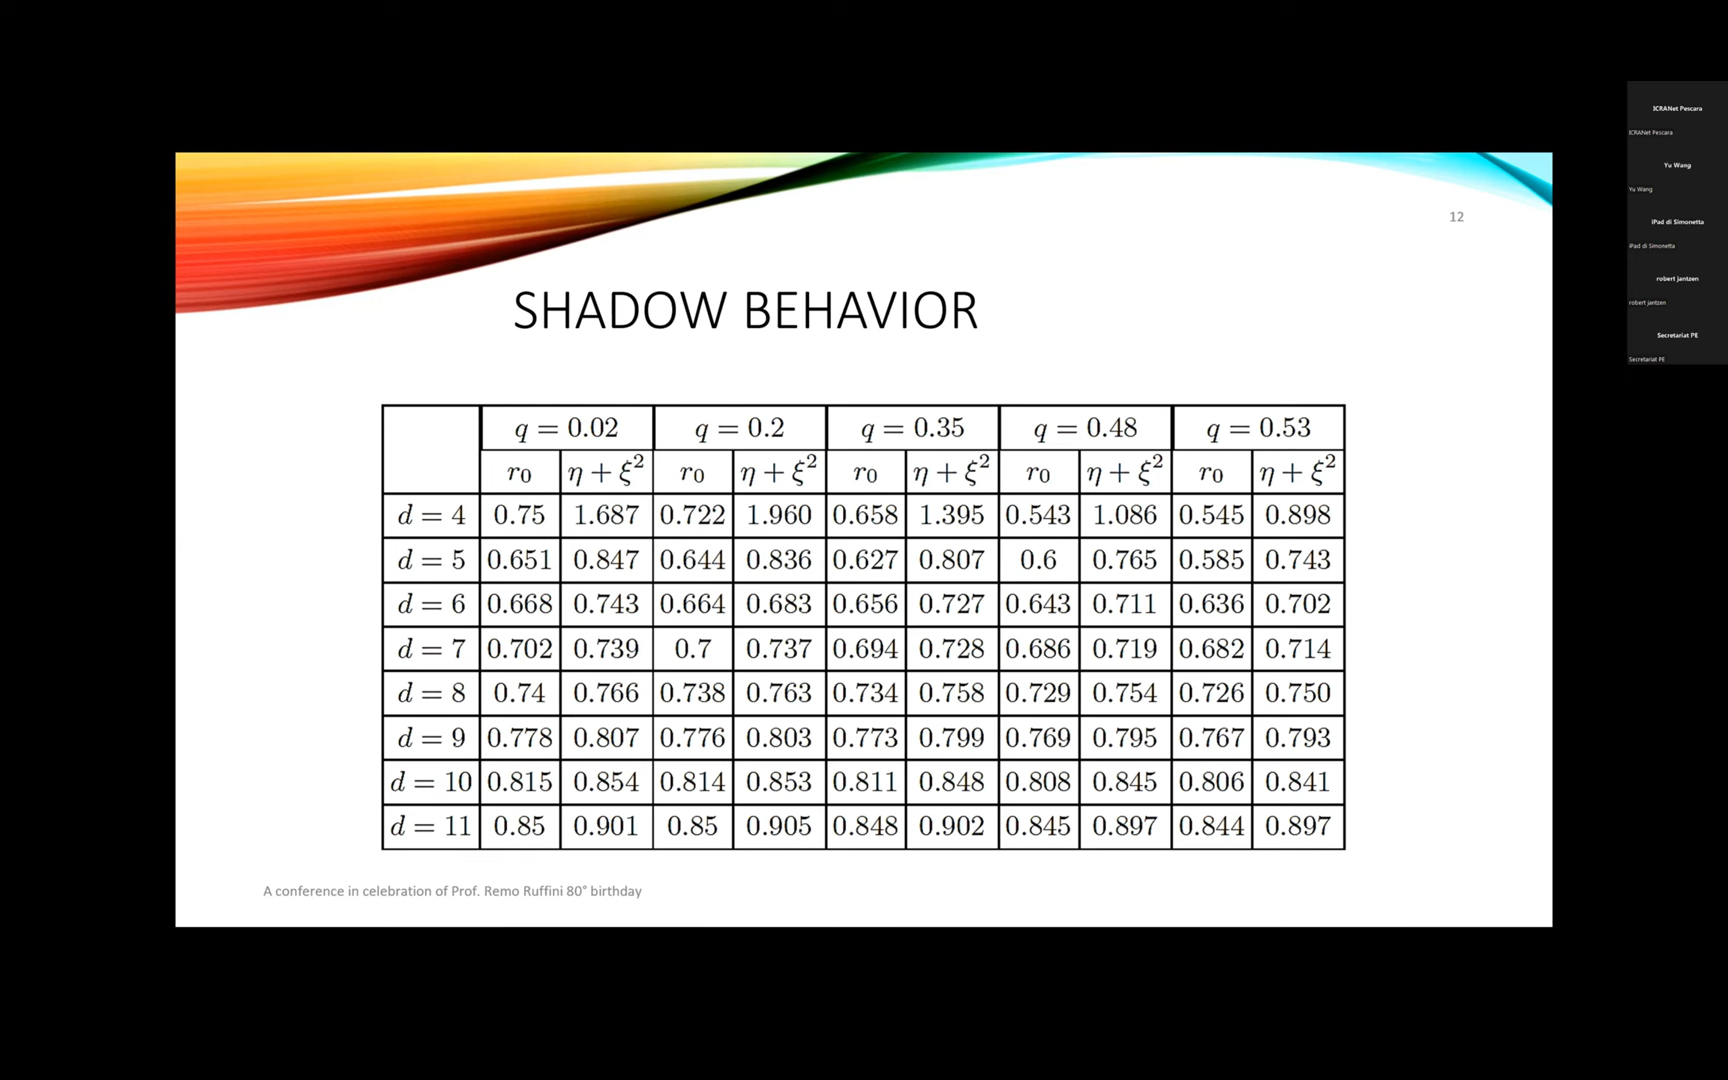 12
SHADOW BEHAVIOR
q = 0.02 q = 0.2 q = 0.35 q = 0.48 q = 0.53
r₀ η + ξ² r₀ η + ξ² r₀ η + ξ² r₀ η + ξ² r₀ η + ξ²
d = 4 0.75 1.687 0.722 1.960 0.658 1.395 0.543 1.086 0.545 0.898
d = 5 0.651 0.847 0.644 0.836 0.627 0.807 0.6 0.765 0.585 0.743
d = 6 0.668 0.743 0.664 0.683 0.656 0.727 0.643 0.711 0.636 0.702
d = 7 0.702 0.739 0.7 0.737 0.694 0.728 0.686 0.719 0.682 0.714
d = 8 0.74 0.766 0.738 0.763 0.734 0.758 0.729 0.754 0.726 0.750
d = 9 0.778 0.807 0.776 0.803 0.773 0.799 0.769 0.795 0.767 0.793
d = 10 0.815 0.854 0.814 0.853 0.811 0.848 0.808 0.845 0.806 0.841
d = 11 0.85 0.901 0.85 0.905 0.848 0.902 0.845 0.897 0.844 0.897
A conference in celebration of Prof. Remo Ruffini 80° birthday
ICRANet Pescara
ICRANet Pescara
Yu Wang
Yu Wang
iPad di Simonetta
iPad di Simonetta
robert jantzen
robert jantzen
Secretariat PE
Secretariat PE